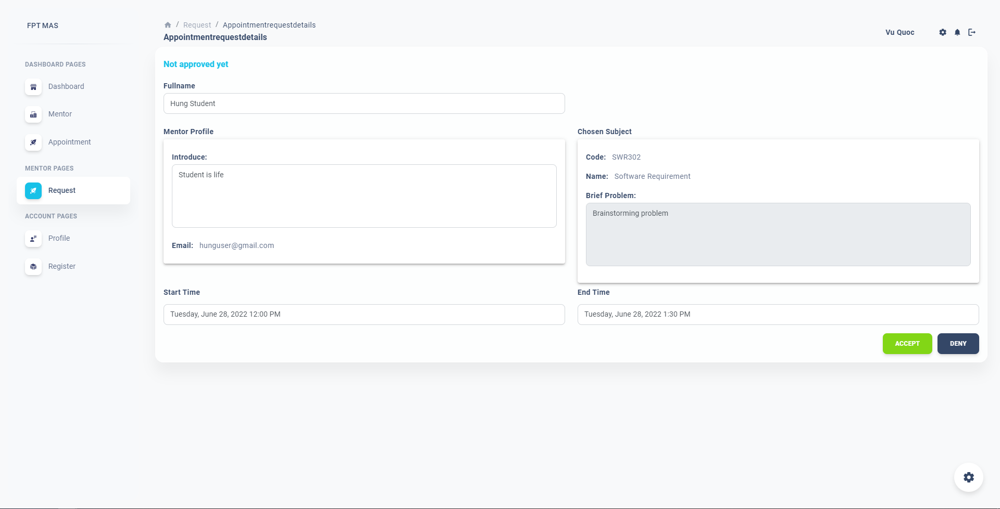 FPT MAS
DASHBOARD PAGES
Dashboard
Mentor
Appointment
MENTOR PAGES
Request
ACCOUNT PAGES
Profile
Register
/ Request / Appointmentrequestdetails
Appointmentrequestdetails
Vu Quoc
Not approved yet
Fullname
Hung Student
Mentor Profile
Introduce:
Student is life
Email: hunguser@gmail.com
Chosen Subject
Code: SWR302
Name: Software Requirement
Brief Problem:
Brainstorming problem
Start Time
Tuesday, June 28, 2022 12:00 PM
End Time
Tuesday, June 28, 2022 1:30 PM
ACCEPT
DENY